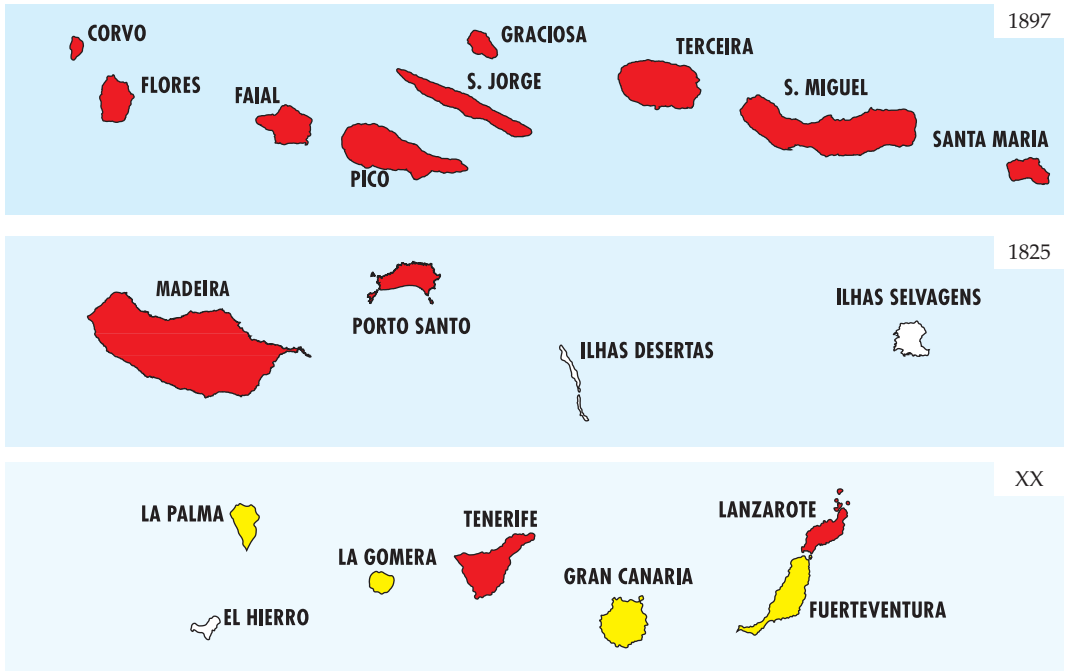 1897
CORVO
GRACIOSA
TERCEIRA
FLORES
S. JORGE
S. MIGUEL
FAIAL
SANTA MARIA
PICO
1825
MADEIRA
ILHAS SELVAGENS
PORTO SANTO
ILHAS DESERTAS
XX
LA PALMA
TENERIFE
LANZAROTE
LA GOMERA
GRAN CANARIA
EL HIERRO
FUERTEVENTURA